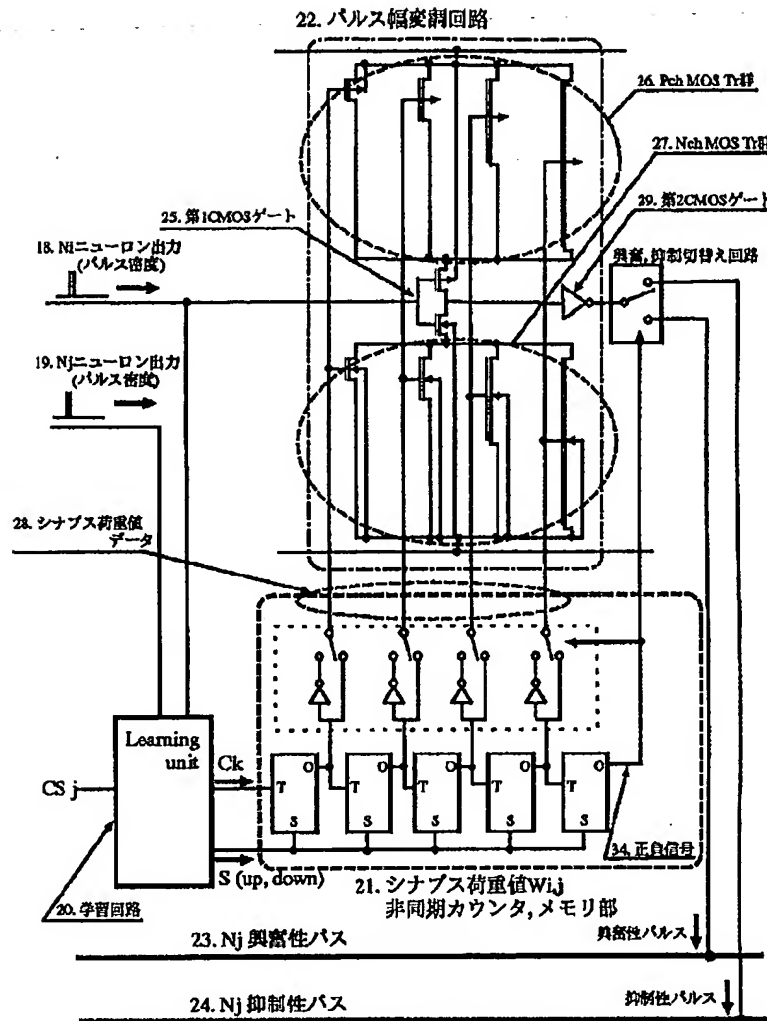 22. パルス幅変調回路
26. Pch MOS Tr群
27. Nch MOS Tr群
25. 第1CMOSゲート
29. 第2CMOSゲート
18. Niニューロン出力
(パルス密度)
興奮,抑制切替え回路
19. Njニューロン出力
(パルス密度)
28. シナプス荷重値
データ
Learning
unit
Ck
CS j
T
O
S
T
O
S
T
O
S
T
O
S
T
O
S
S (up, down)
34. 正負信号
20. 学習回路
21. シナプス荷重値Wi,j
非同期カウンタ,メモリ部
23. Nj 興奮性バス
興奮性パルス
24. Nj 抑制性バス
抑制性パルス